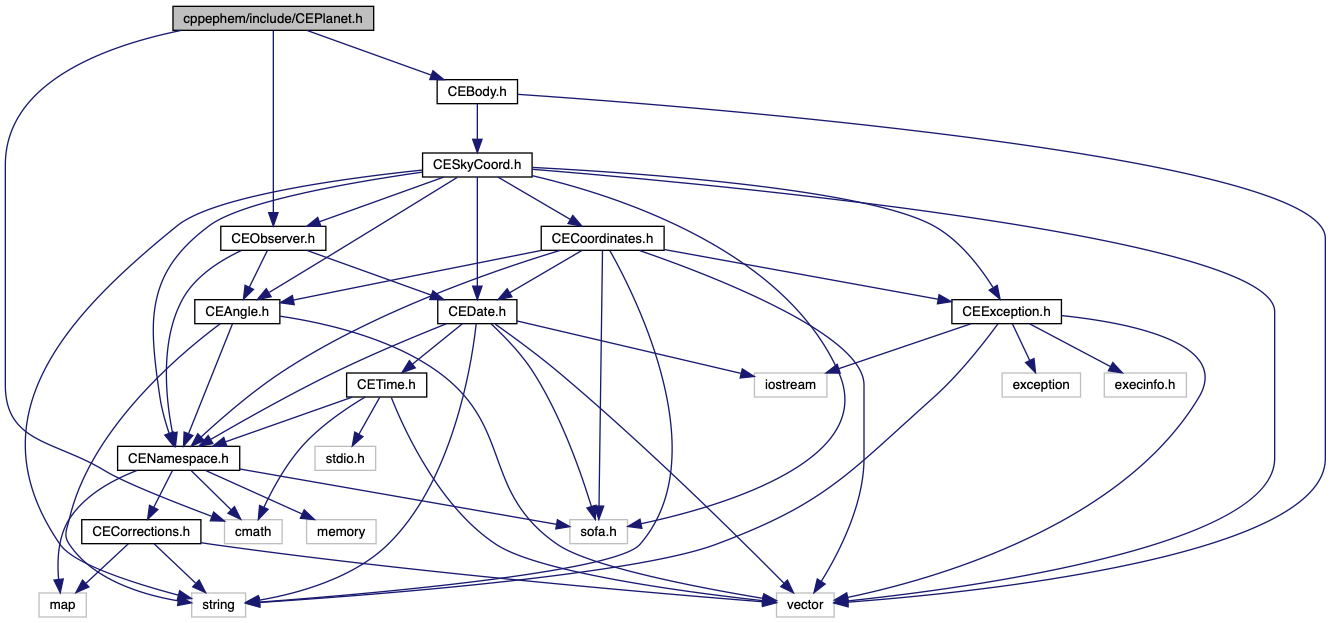 cppephem/include/CEPlanet.h
CEBody.h
CESkyCoord.h
CEObserver.h
CECoordinates.h
CEAngle.h
CEDate.h
CEException.h
CETime.h
iostream
exception
execinfo.h
CENamespace.h
stdio.h
CECorrections.h
cmath
memory
sofa.h
map
string
vector